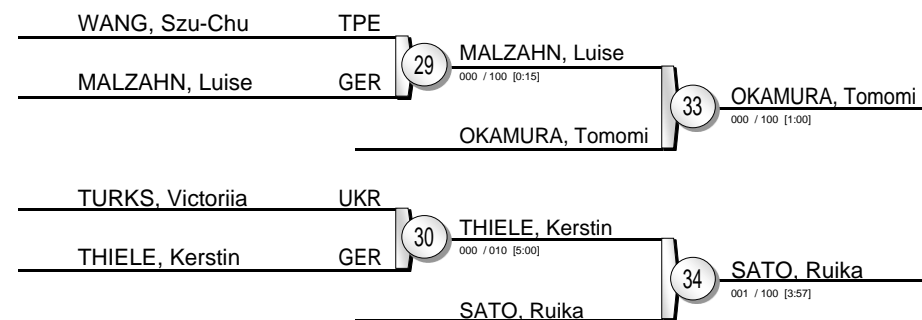 WANG, Szu-Chu TPE
MALZAHN, Luise GER
29
MALZAHN, Luise
000 / 100 [0:15]
OKAMURA, Tomomi
33
OKAMURA, Tomomi
000 / 100 [1:00]
TURKS, Victoriia UKR
THIELE, Kerstin GER
30
THIELE, Kerstin
000 / 010 [5:00]
SATO, Ruika
34
SATO, Ruika
001 / 100 [3:57]